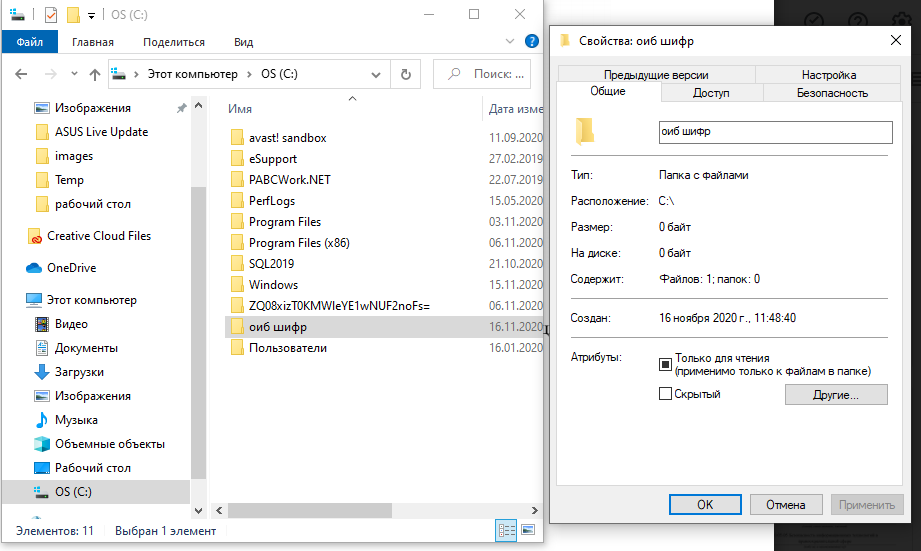 OS (C:)
Файл Главная Поделиться Вид
Этот компьютер OS (C:) Поиск: ...
Изображения
ASUS Live Update
images
Temp
рабочий стол
Creative Cloud Files
OneDrive
Этот компьютер
Видео
Документы
Загрузки
Изображения
Музыка
Объемные объекты
Рабочий стол
OS (C:)
Имя Дата изме
avast! sandbox 11.09.2020
eSupport 27.02.2019
PABCWork.NET 22.07.2019
PerfLogs 15.05.2020
Program Files 03.11.2020
Program Files (x86) 06.11.2020
SQL2019 21.10.2020
Windows 15.11.2020
ZQ08xizT0KMWIeYE1wNUF2noFs= 06.11.2020
оиб шифр 16.11.2020
Пользователи 16.01.2020
Элементов: 11 Выбран 1 элемент
Свойства: оиб шифр
Предыдущие версии Настройка
Общие Доступ Безопасность
оиб шифр
Тип: Папка с файлами
Расположение: C:\
Размер: 0 байт
На диске: 0 байт
Содержит: Файлов: 1; папок: 0
Создан: 16 ноября 2020 г., 11:48:40
Атрибуты: Только для чтения
(применимо только к файлам в папке)
Скрытый Другие...
OK Отмена Применить